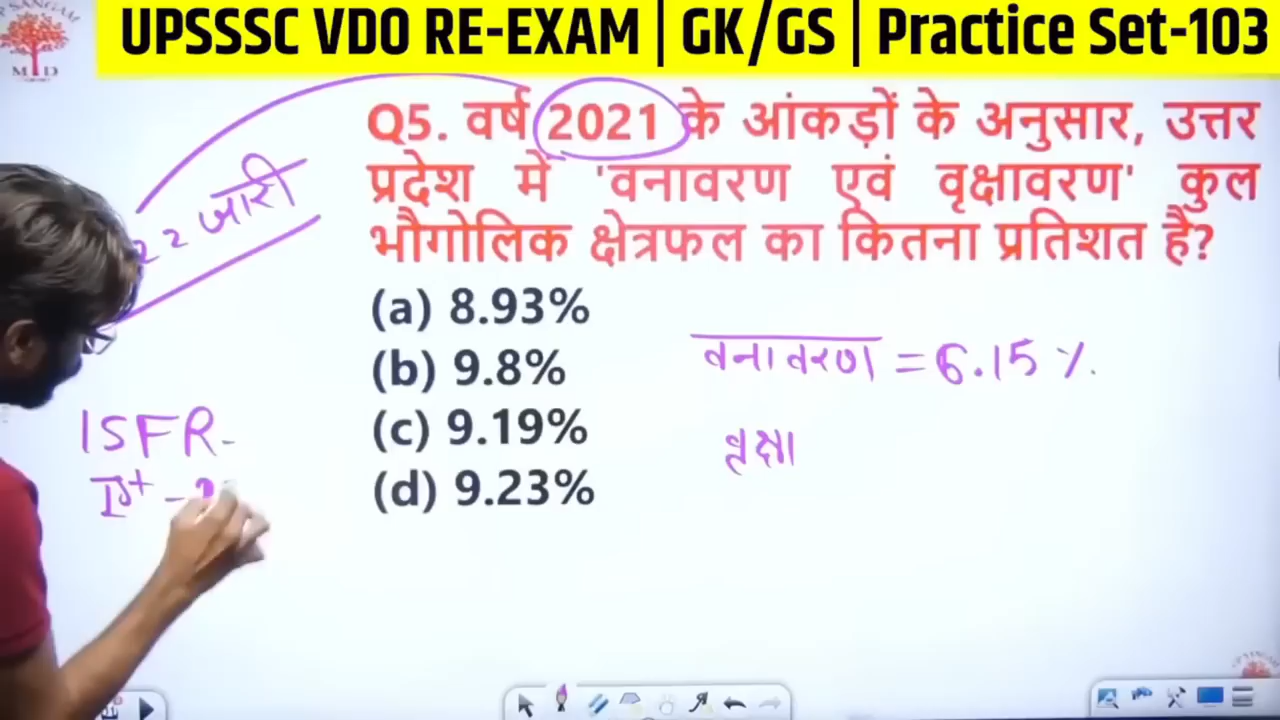 UPSSSC VDO RE-EXAM | GK/GS | Practice Set-103
Q5. वर्ष 2021 के आंकड़ों के अनुसार, उत्तर
प्रदेश में 'वनावरण एवं वृक्षावरण' कुल
भौगोलिक क्षेत्रफल का कितना प्रतिशत है?
22 जारी
(a) 8.93%
(b) 9.8%
(c) 9.19%
(d) 9.23%
वनावरण = 6.15 %.
वृक्षा
ISFR-